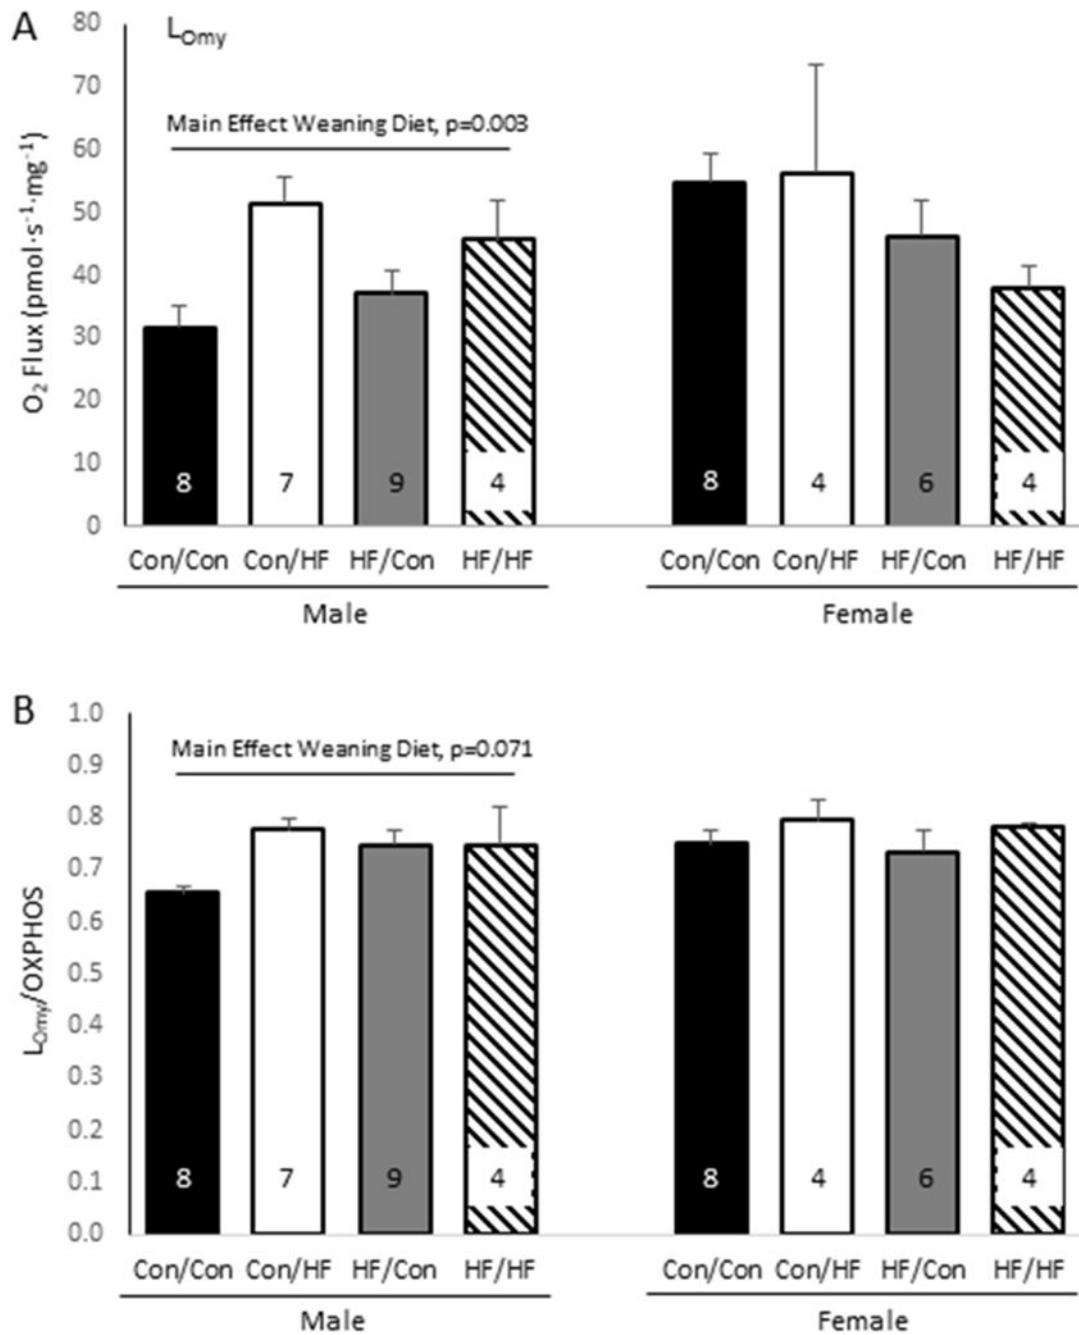 A
L_Omy
80
70
60
50
40
30
20
10
0
O₂ Flux (pmol·s⁻¹·mg⁻¹)
Main Effect Weaning Diet, p=0.003
8 7 9 4 8 4 6 4
Con/Con Con/HF HF/Con HF/HF Con/Con Con/HF HF/Con HF/HF
Male Female
B
1.0
0.9
0.8
0.7
0.6
0.5
0.4
0.3
0.2
0.1
0.0
L_Omy/OXPHOS
Main Effect Weaning Diet, p=0.071
8 7 9 4 8 4 6 4
Con/Con Con/HF HF/Con HF/HF Con/Con Con/HF HF/Con HF/HF
Male Female